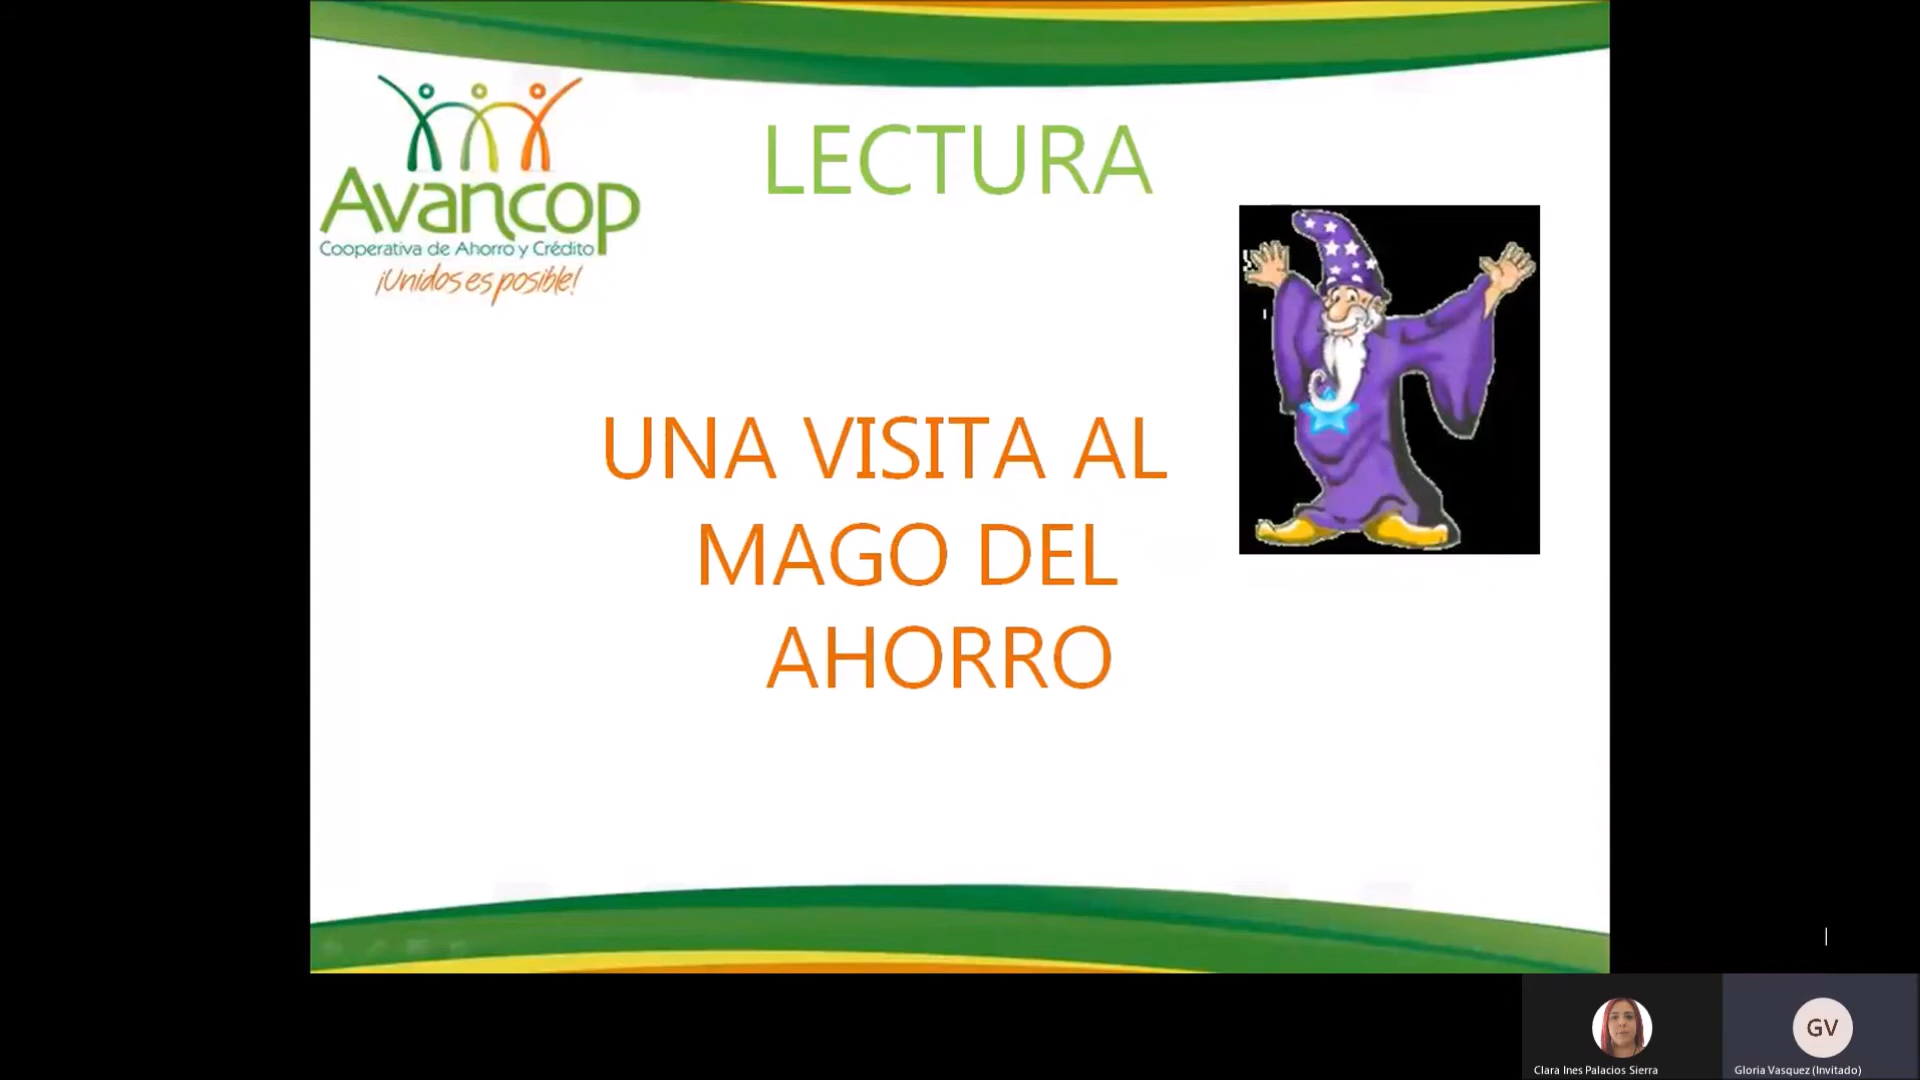 LECTURA
Avancop
Cooperativa de Ahorro y Crédito
¡Unidos es posible!
UNA VISITA AL
MAGO DEL
AHORRO
GV
Clara Ines Palacios Sierra
Gloria Vasquez (Invitado)